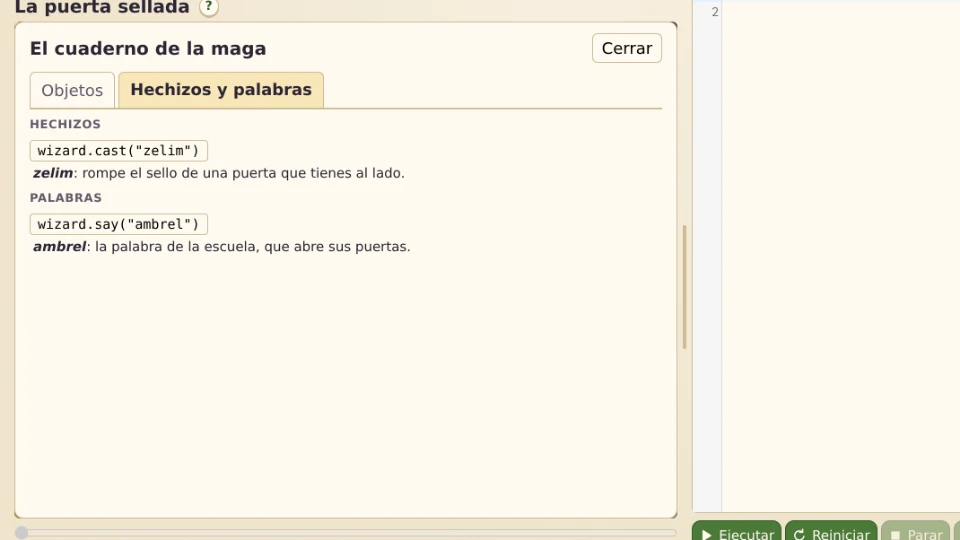 La puerta sellada ?
El cuaderno de la maga
Cerrar
Objetos
Hechizos y palabras
HECHIZOS
wizard.cast("zelim")
zelim: rompe el sello de una puerta que tienes al lado.
PALABRAS
wizard.say("ambrel")
ambrel: la palabra de la escuela, que abre sus puertas.
2
Ejecutar
Reiniciar
Parar